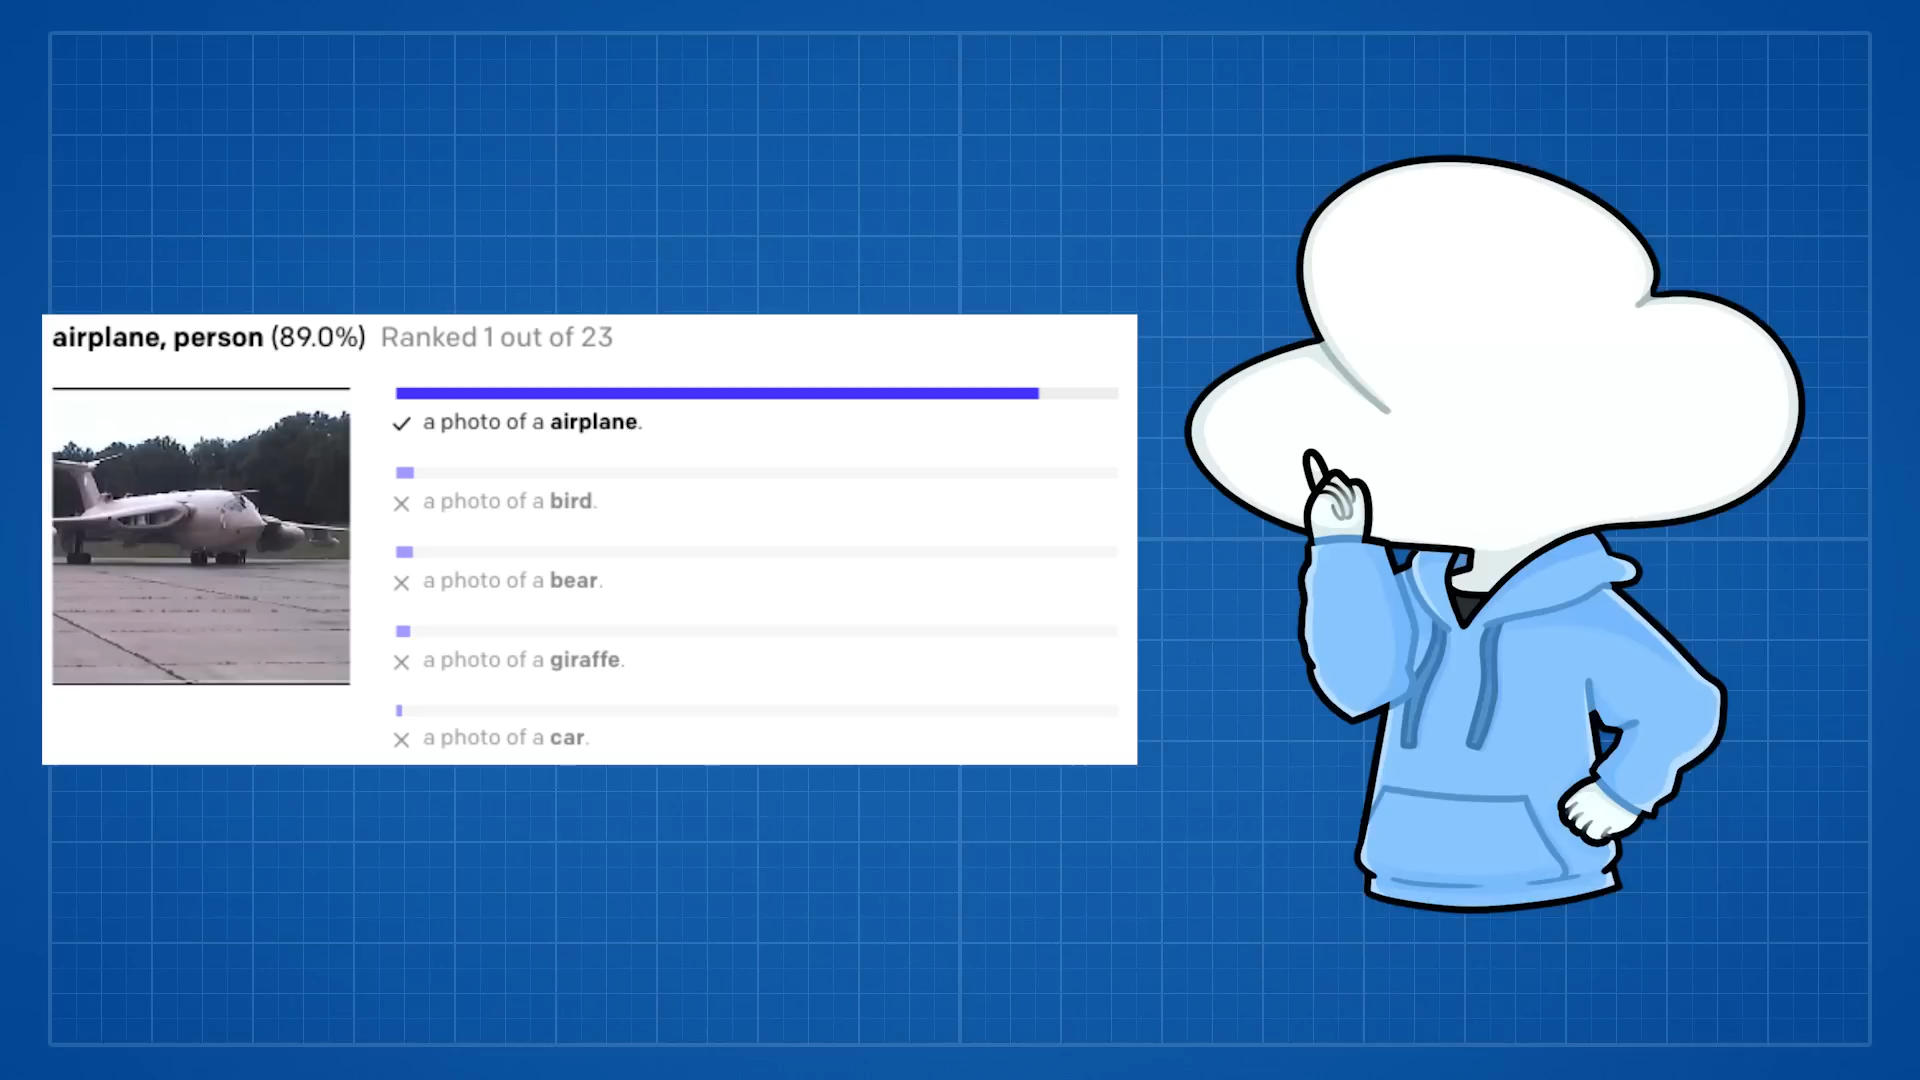 airplane, person (89.0%) Ranked 1 out of 23
✓ a photo of a airplane.
× a photo of a bird.
× a photo of a bear.
× a photo of a giraffe.
× a photo of a car.